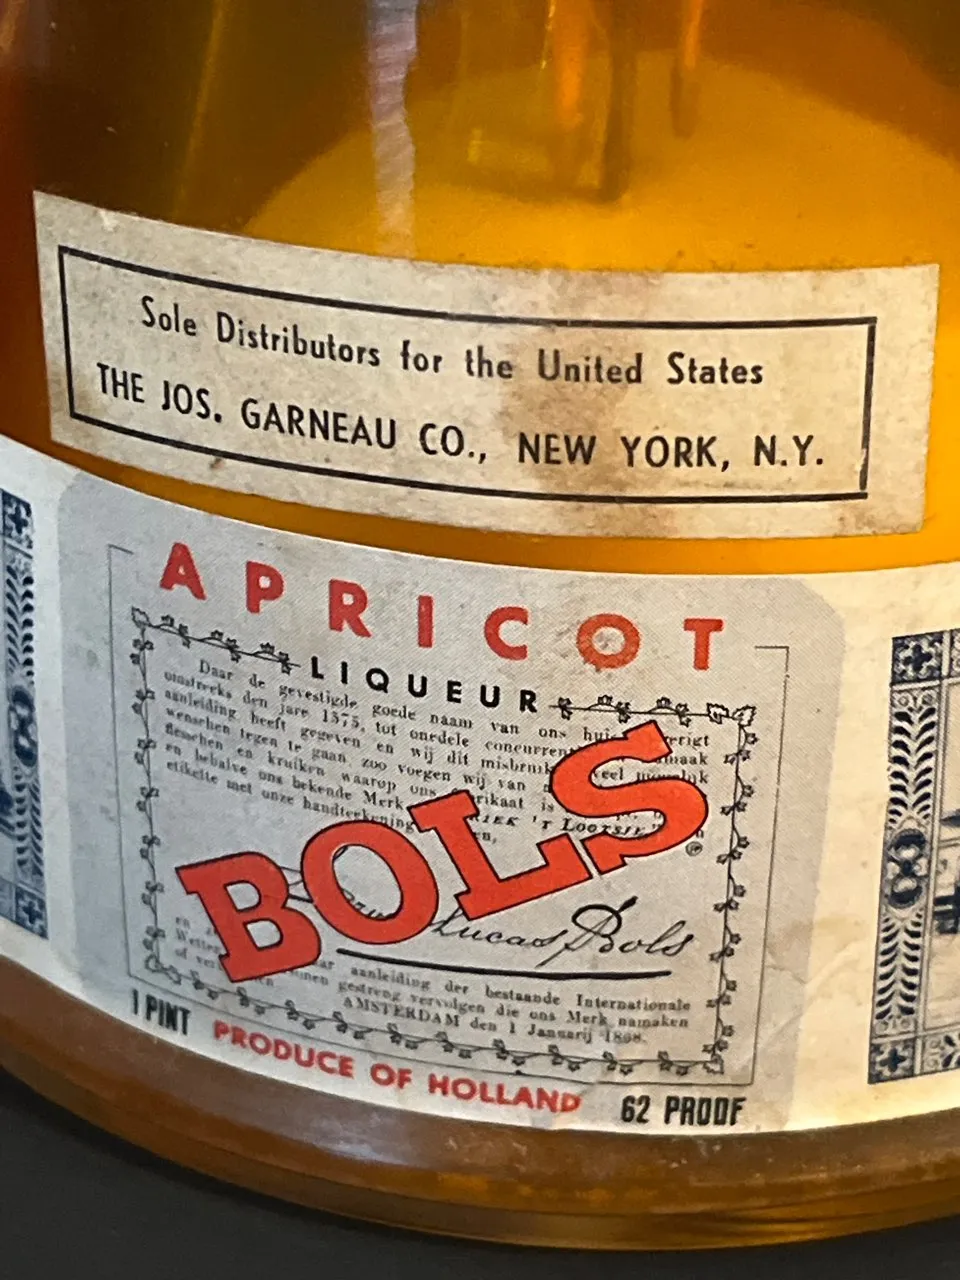 Sole Distributors for the United States
THE JOS. GARNEAU CO., NEW YORK, N.Y.
APRICOT
LIQUEUR
Daar de gevestigde goede naam van ons
omstreeks den jare 1575, tot onedele
aanleiding heeft gegeven en wij dit
wenschen tegen te gaan, zoo voegen wij van
flesschen en kruiken waarop ons is
en behalve ons bekende Merk 'T LOOTSJE"
etikette met onze handteekening
BOLS
®
Lucas Bols
aanleiding der bestaande Internationale
gestreng vervolgen die ons Merk namaken
AMSTERDAM den 1 Januarij
1 PINT
PRODUCE OF HOLLAND
62 PROOF